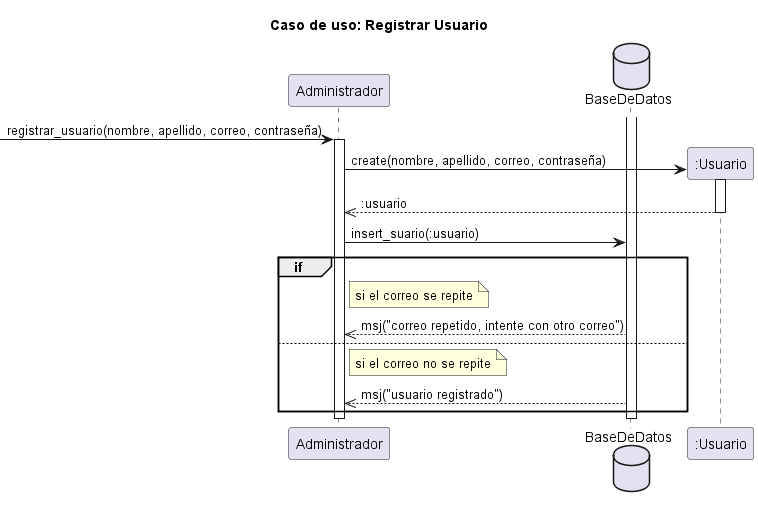 Caso de uso: Registrar Usuario
Administrador
BaseDeDatos
registrar_usuario(nombre, apellido, correo, contraseña)
create(nombre, apellido, correo, contraseña)
:Usuario
:usuario
insert_suario(:usuario)
if
si el correo se repite
msj("correo repetido, intente con otro correo")
si el correo no se repite
msj("usuario registrado")
Administrador
BaseDeDatos
:Usuario